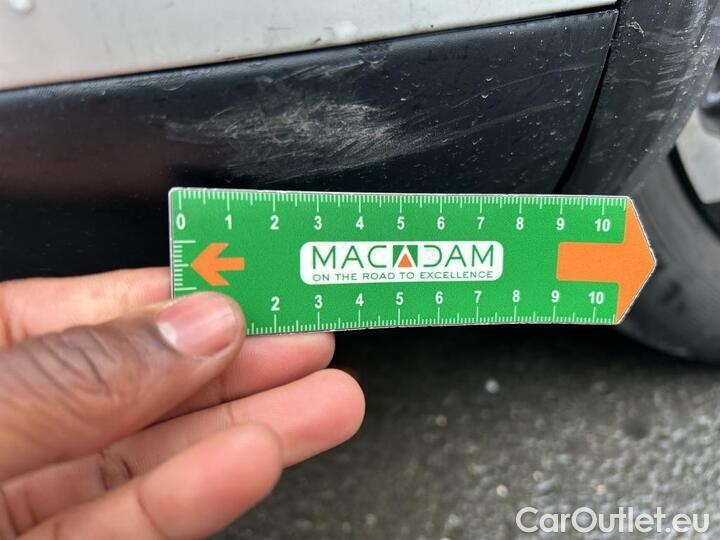 0 1 2 3 4 5 6 7 8 9 10
MACADAM
ON THE ROAD TO EXCELLENCE
2 3 4 5 6 7 8 9 10
CarOutlet.eu